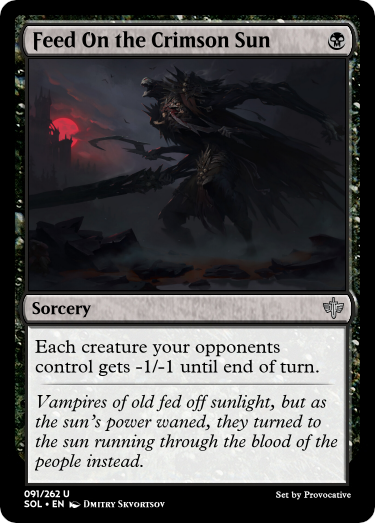 Feed On the Crimson Sun
Sorcery
Each creature your opponents
control gets -1/-1 until end of turn.
Vampires of old fed off sunlight, but as
the sun's power waned, they turned to
the sun running through the blood of the
people instead.
091/262 U
SOL • EN Dmitry Skvortsov
Set by Provocative